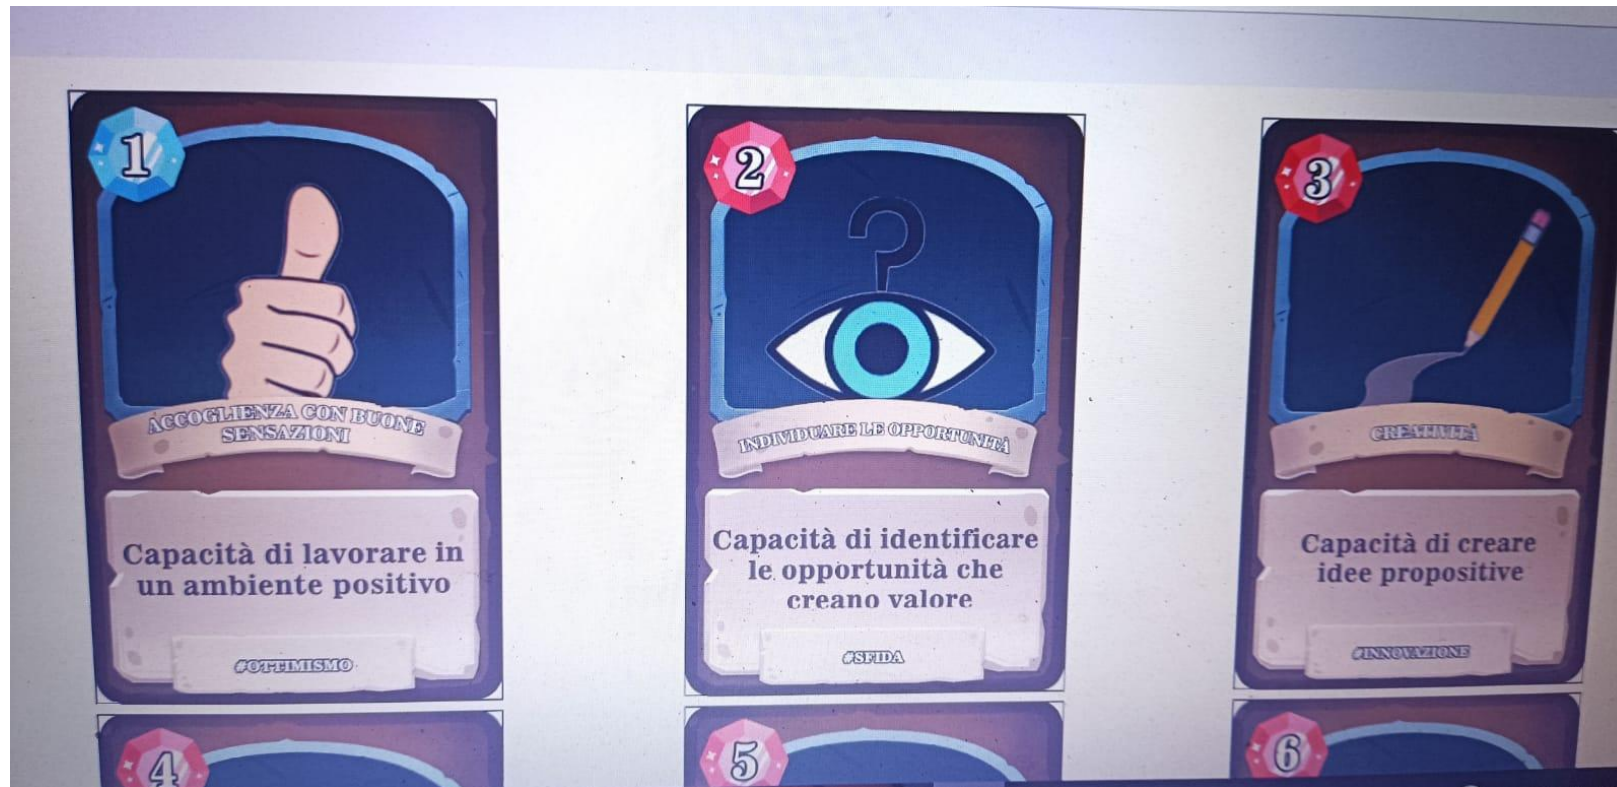 1
ACCOGLIENZA CON BUONE
SENSAZIONI
Capacità di lavorare in
un ambiente positivo
#OTTIMISMO
2
?
INDIVIDUARE LE OPPORTUNITÀ
Capacità di identificare
le opportunità che
creano valore
#SFIDA
3
CREATIVITÀ
Capacità di creare
idee propositive
#INNOVAZIONE
4
5
6